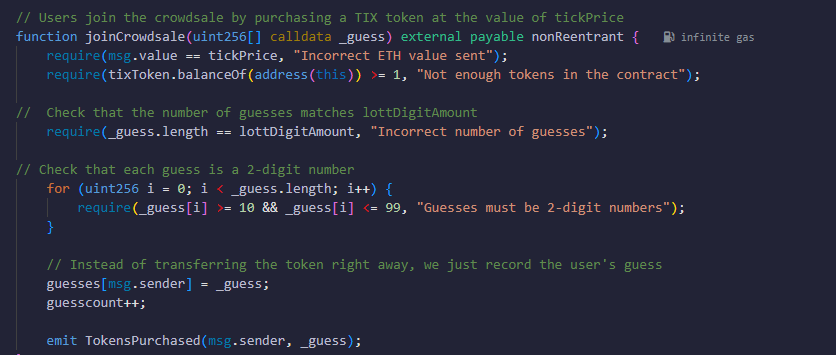 // Users join the crowdsale by purchasing a TIX token at the value of tickPrice
function joinCrowdsale(uint256[] calldata _guess) external payable nonReentrant { infinite gas
require(msg.value == tickPrice, "Incorrect ETH value sent");
require(tixToken.balanceOf(address(this)) >= 1, "Not enough tokens in the contract");
// Check that the number of guesses matches lottDigitAmount
require(_guess.length == lottDigitAmount, "Incorrect number of guesses");
// Check that each guess is a 2-digit number
for (uint256 i = 0; i < _guess.length; i++) {
require(_guess[i] >= 10 && _guess[i] <= 99, "Guesses must be 2-digit numbers");
}
// Instead of transferring the token right away, we just record the user's guess
guesses[msg.sender] = _guess;
guesscount++;
emit TokensPurchased(msg.sender, _guess);